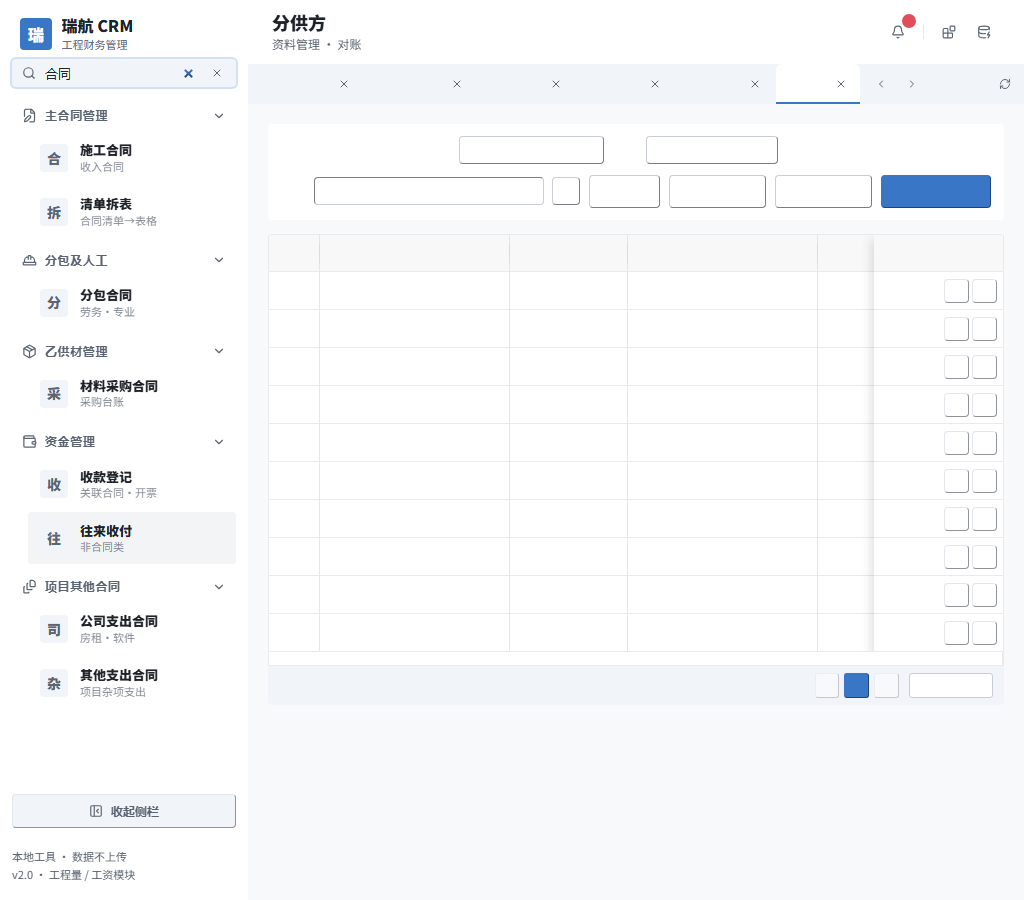 瑞
瑞航 CRM
工程财务管理
合同
主合同管理
合
施工合同
收入合同
拆
清单拆表
合同清单→表格
分包及人工
分
分包合同
劳务·专业
乙供材管理
采
材料采购合同
采购台账
资金管理
收
收款登记
关联合同·开票
往
往来收付
非合同类
项目其他合同
司
公司支出合同
房租·软件
杂
其他支出合同
项目杂项支出
收起侧栏
本地工具 · 数据不上传
v2.0 · 工程量 / 工资模块
分供方
资料管理 · 对账